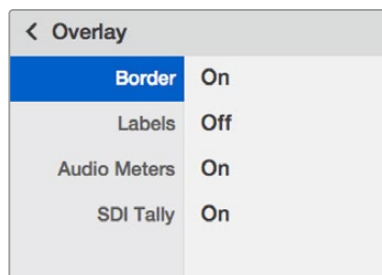 Overlay
Border On
Labels Off
Audio Meters On
SDI Tally On